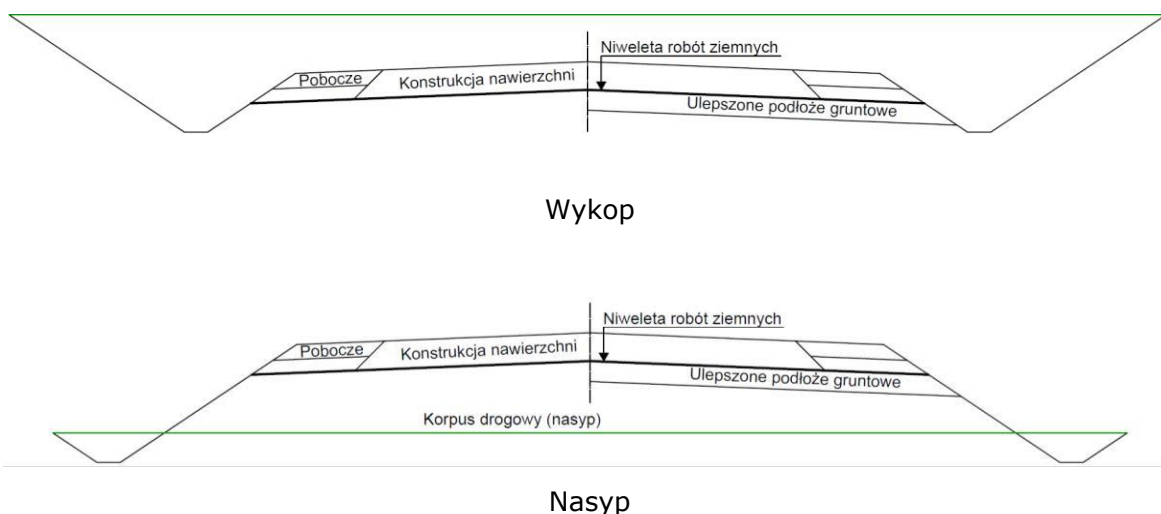 Niweleta robót ziemnych
Pobocze
Konstrukcja nawierzchni
Ulepszone podłoże gruntowe
Wykop
Niweleta robót ziemnych
Pobocze
Konstrukcja nawierzchni
Ulepszone podłoże gruntowe
Korpus drogowy (nasyp)
Nasyp